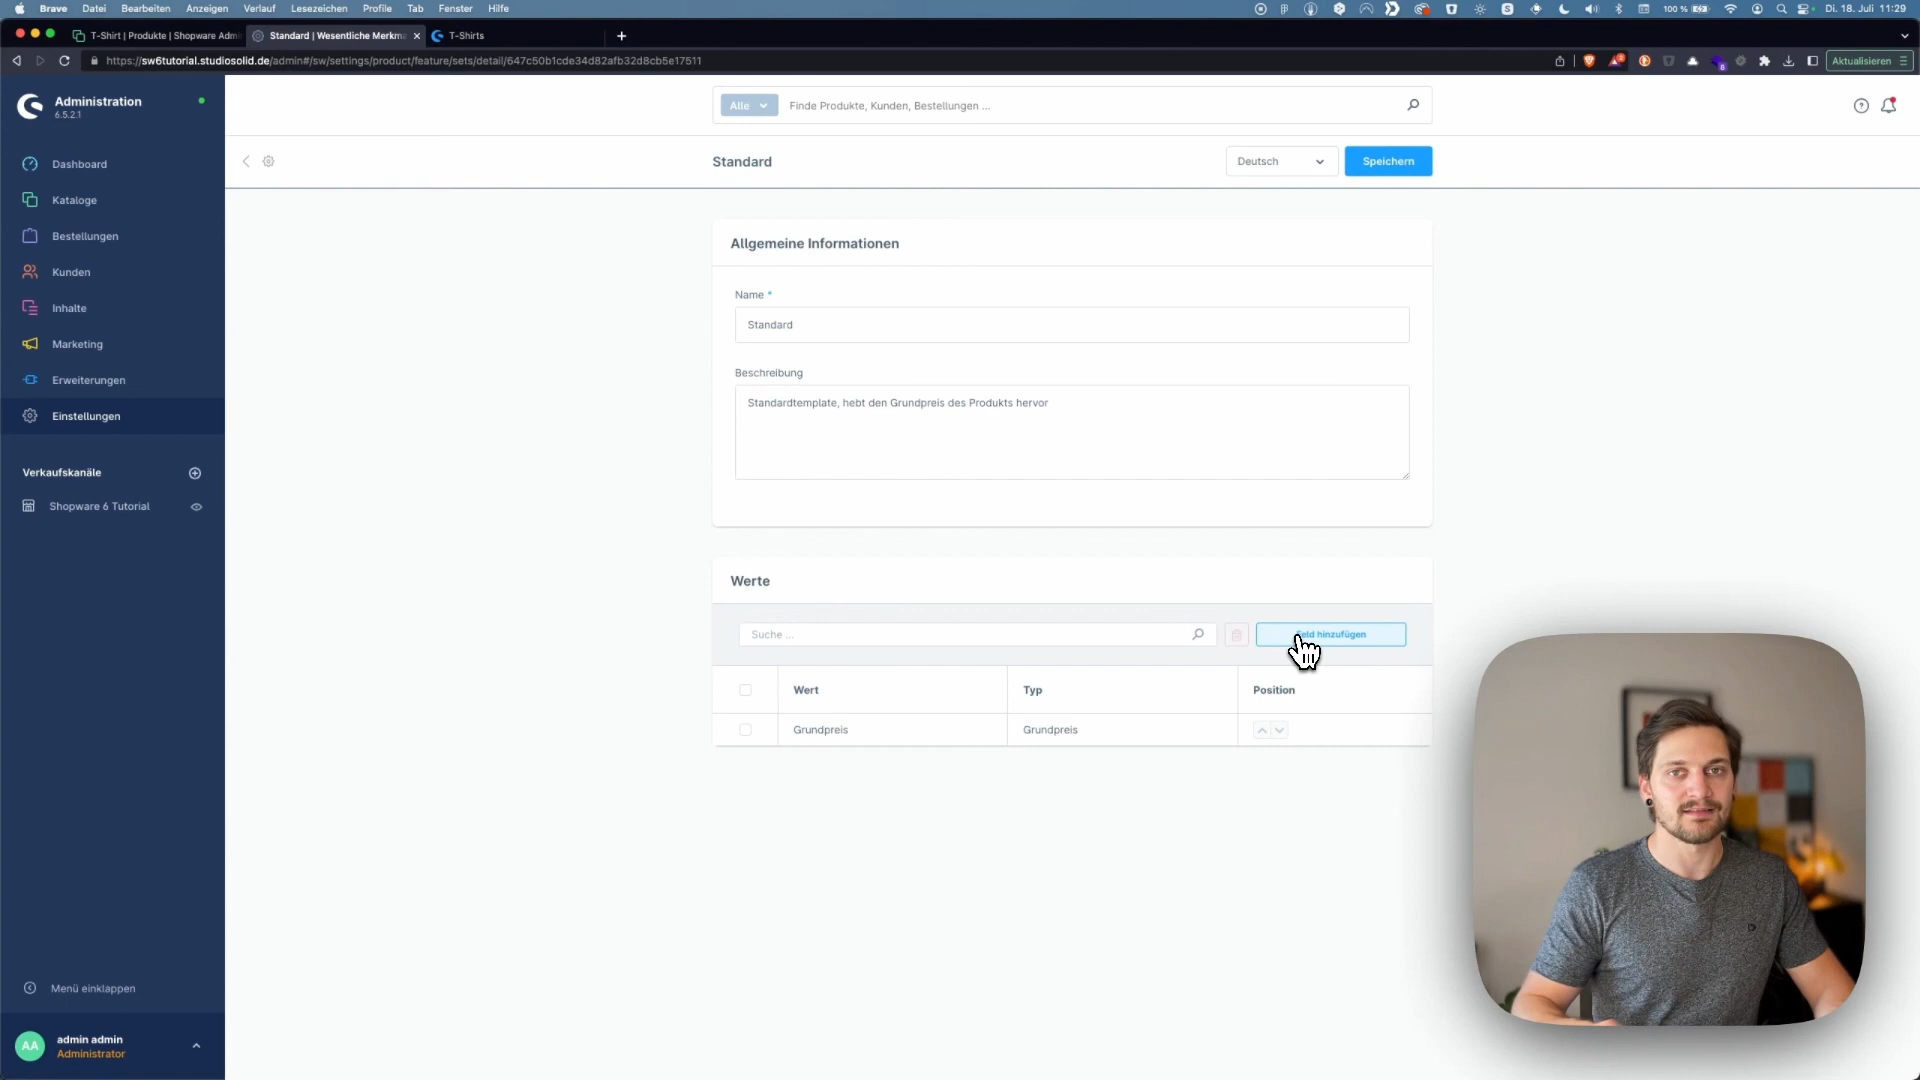 Brave Datei Bearbeiten Anzeigen Verlauf Lesezeichen Profile Tab Fenster Hilfe 100 % Di. 18. Juli 11:29
T-Shirt | Produkte | Shopware Adm Standard | Wesentliche Merkma T-Shirts
https://sw6tutorial.studiosolid.de/admin#/sw/settings/product/feature/sets/detail/647c50b1cde34d82afb32d8cb5e17511 Aktualisieren
Administration
6.5.2.1
Alle Finde Produkte, Kunden, Bestellungen ...
Dashboard
Kataloge
Bestellungen
Kunden
Inhalte
Marketing
Erweiterungen
Einstellungen
Verkaufskanäle
Shopware 6 Tutorial
Menü einklappen
AA
admin admin
Administrator
Standard
Deutsch
Speichern
Allgemeine Informationen
Name *
Standard
Beschreibung
Standardtemplate, hebt den Grundpreis des Produkts hervor
Werte
Suche ...
hinzufügen
Wert Typ Position
Grundpreis Grundpreis